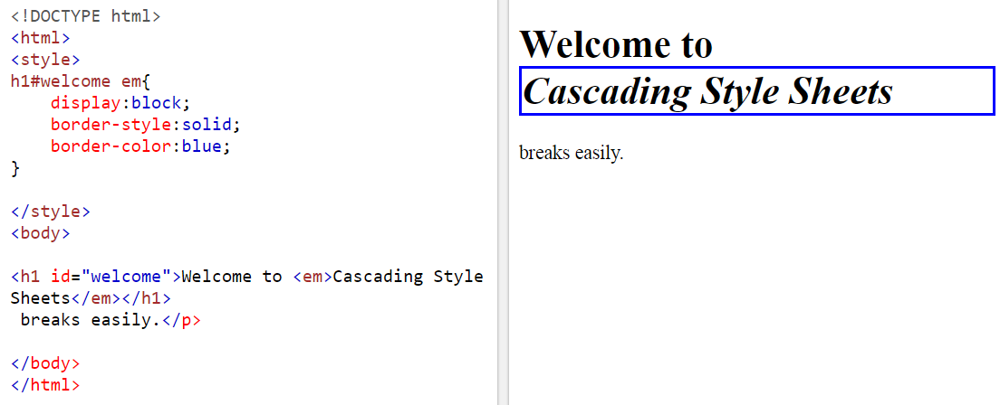 <!DOCTYPE html>
<html>
<style>
h1#welcome em{
    display:block;
    border-style:solid;
    border-color:blue;
}
</style>
<body>
<h1 id="welcome">Welcome to <em>Cascading Style
Sheets</em></h1>
 breaks easily.</p>
</body>
</html>
Welcome to
Cascading Style Sheets
breaks easily.